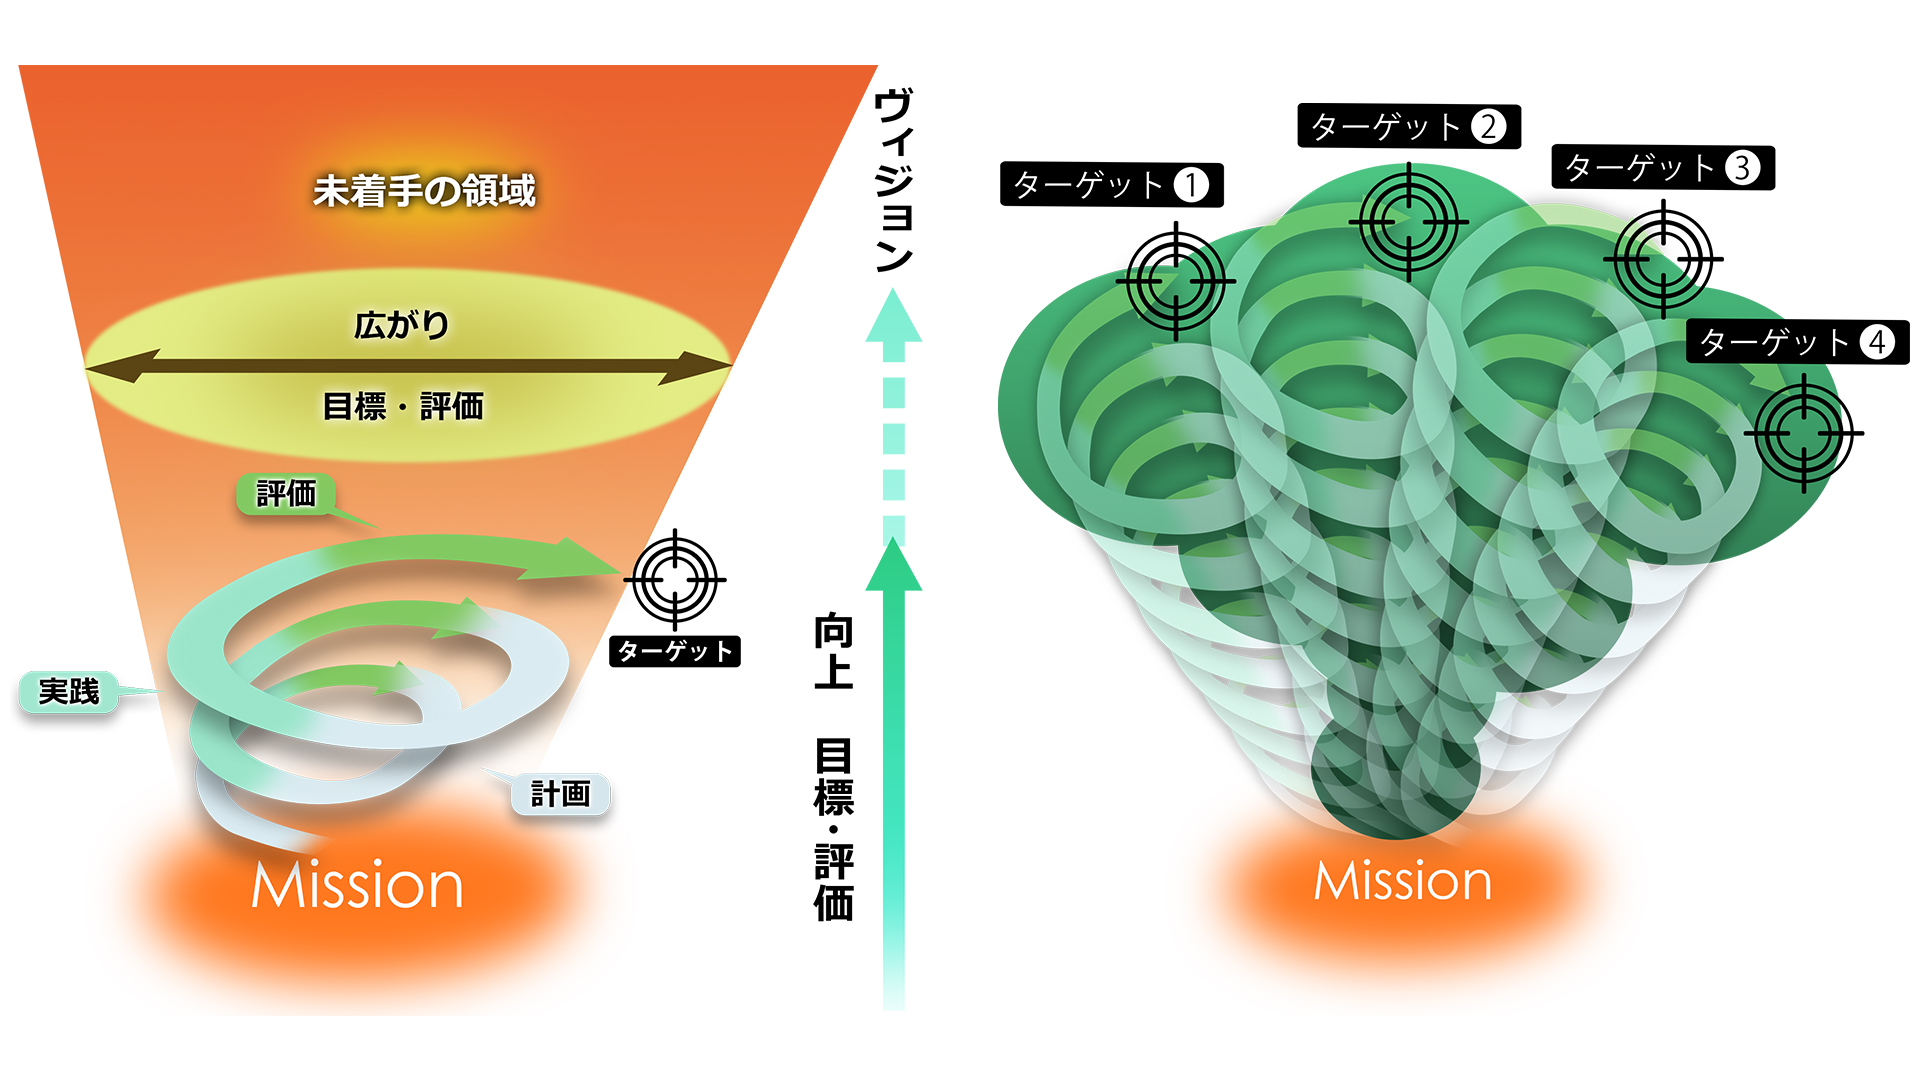 未着手の領域
広がり
目標・評価
評価
ターゲット
実践
計画
Mission
ヴィジョン
向上 目標・評価
ターゲット①
ターゲット②
ターゲット③
ターゲット④
Mission